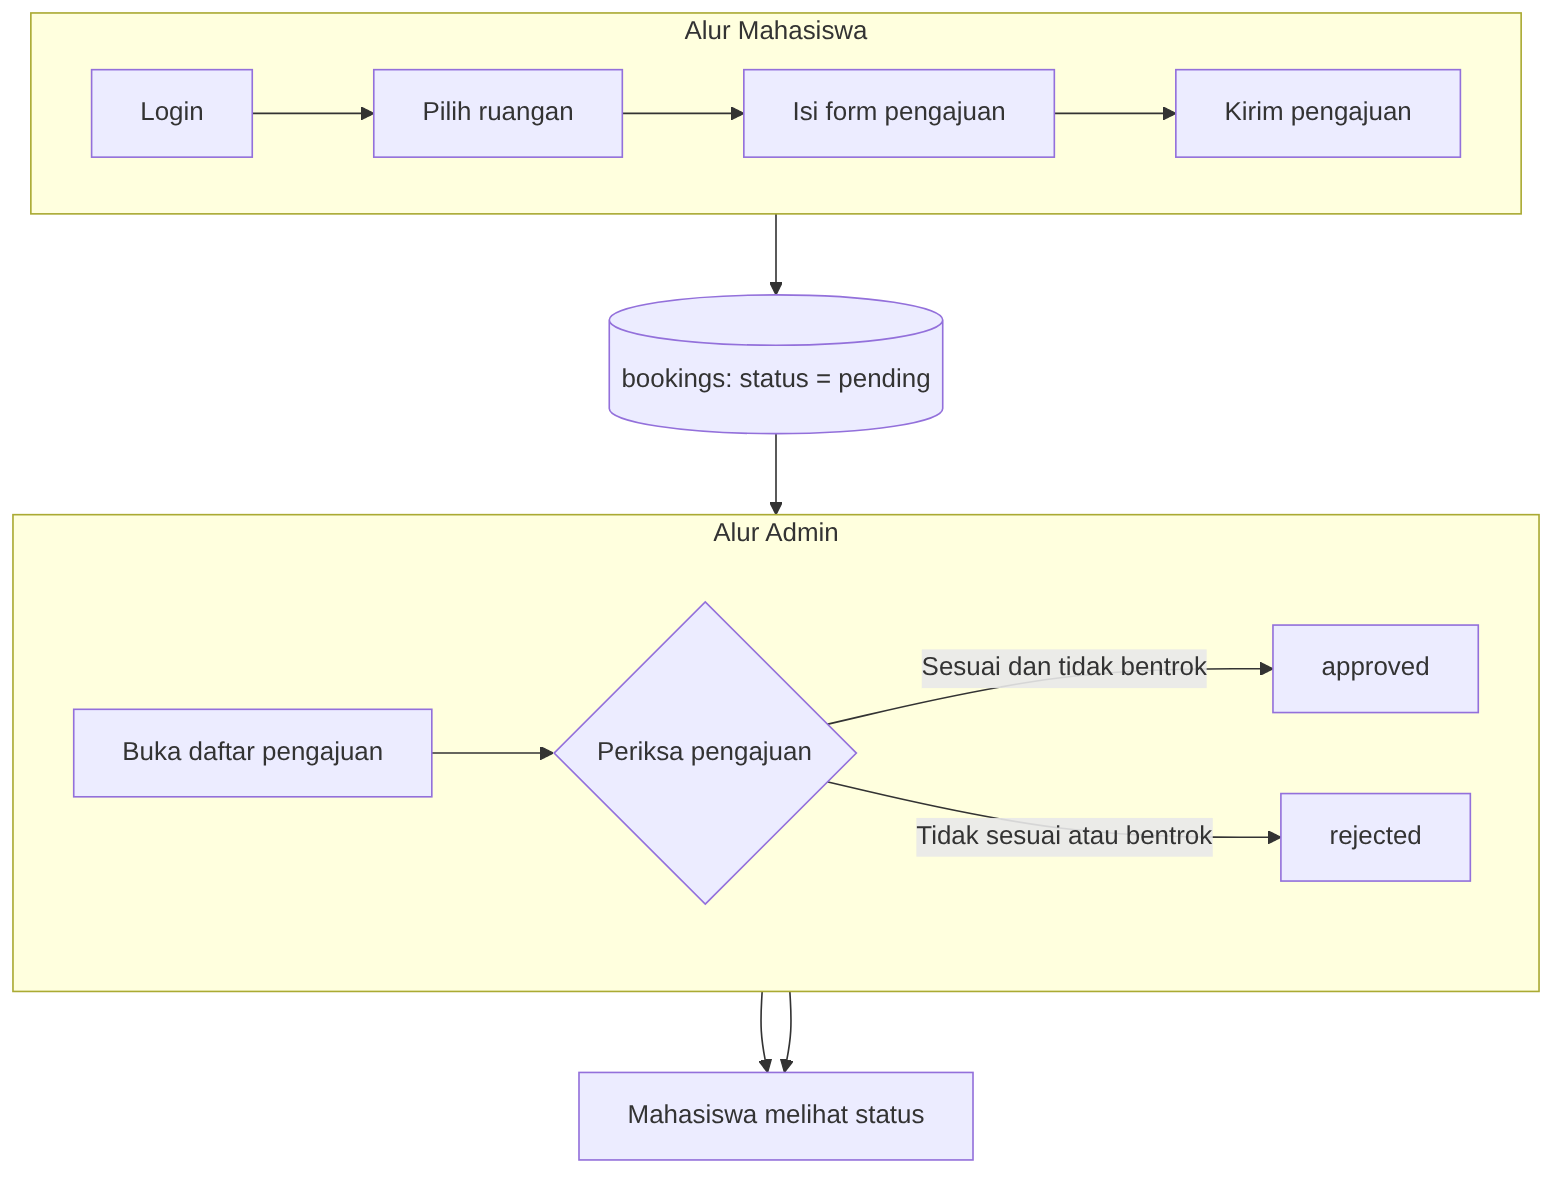 Alur Mahasiswa
Login
Pilih ruangan
Isi form pengajuan
Kirim pengajuan
bookings: status = pending
Alur Admin
Buka daftar pengajuan
Periksa pengajuan
Sesuai dan tidak bentrok
approved
Tidak sesuai atau bentrok
rejected
Mahasiswa melihat status